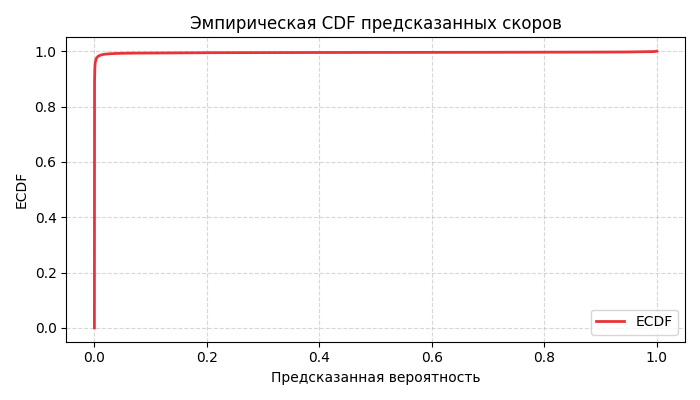 Эмпирическая CDF предсказанных скоров
1.0
0.8
0.6
0.4
0.2
0.0
ECDF
ECDF
0.0 0.2 0.4 0.6 0.8 1.0
Предсказанная вероятность